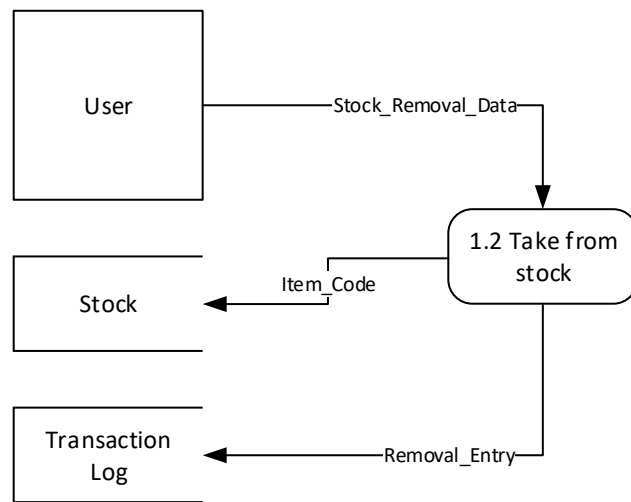 User
Stock_Removal_Data
1.2 Take from
stock
Item_Code
Stock
Transaction
Log
Removal_Entry